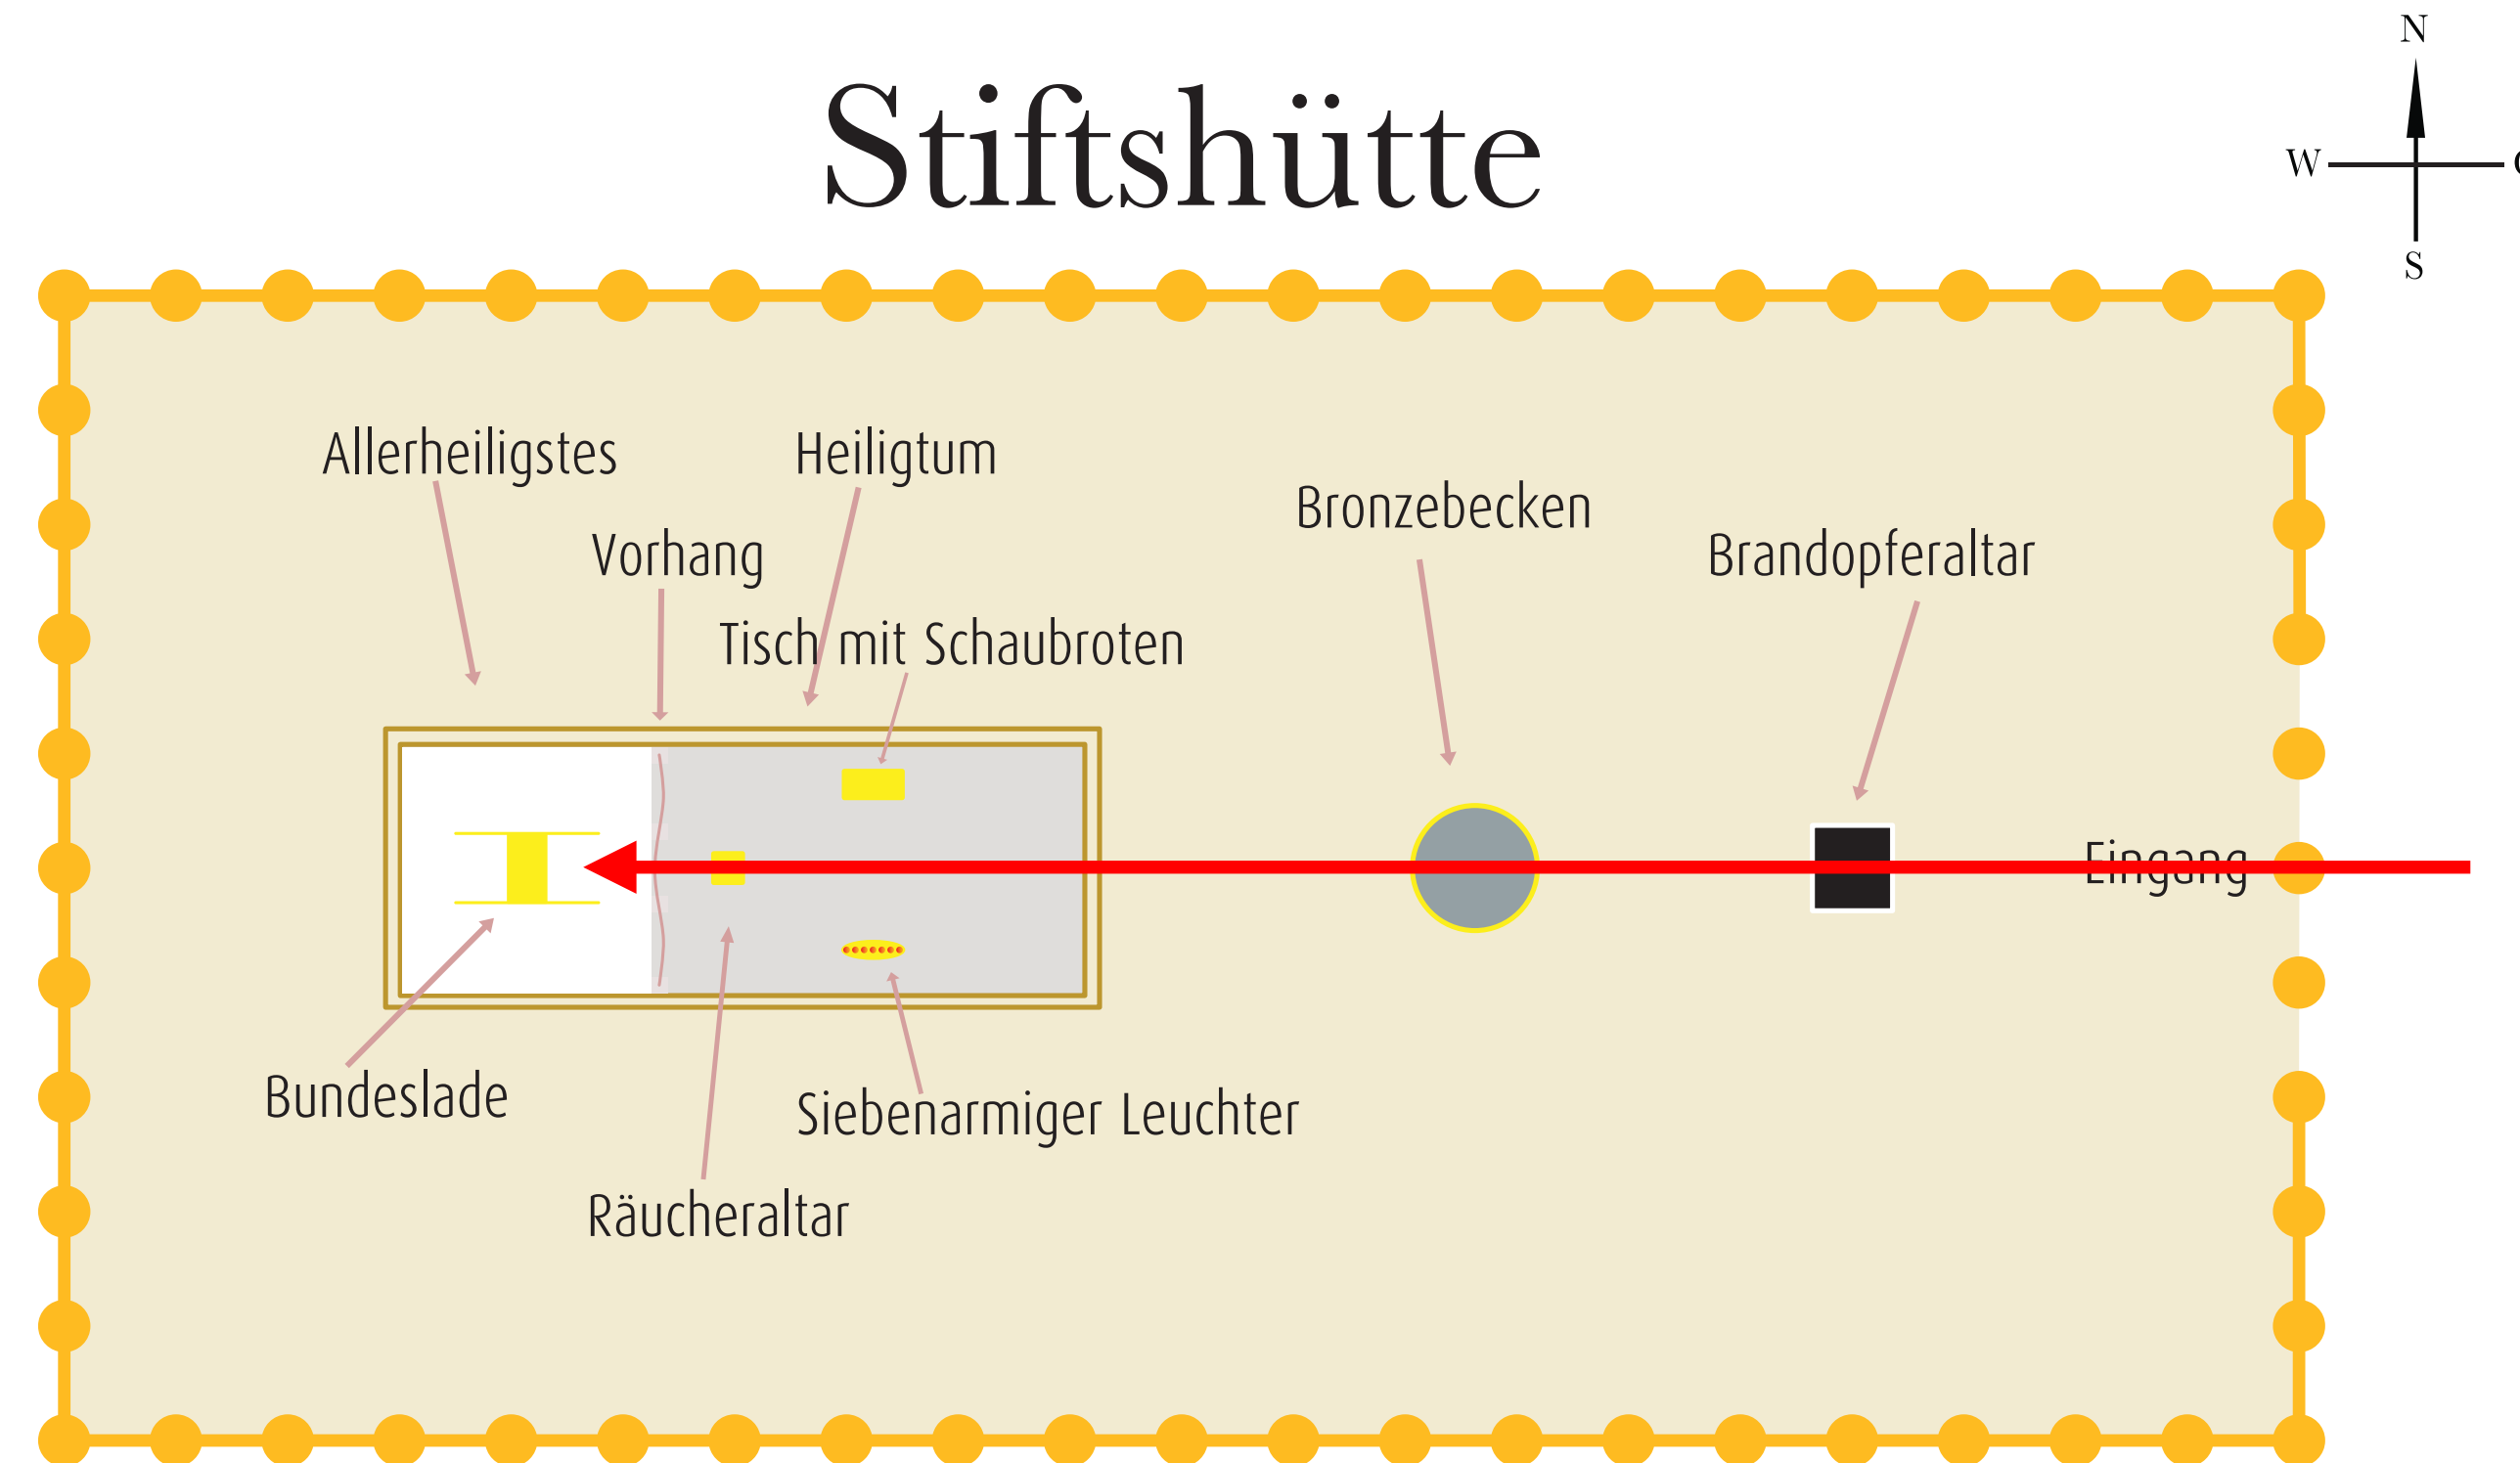 N
Stiftshütte
W
S
Allerheiligstes
Heiligtum
Bronzebecken
Vorhang
Brandopferaltar
Tisch mit Schaubroten
Eingang
Bundeslade
Siebenarmiger Leuchter
Räucheraltar